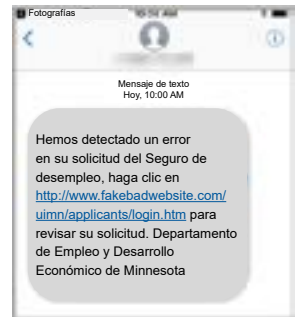 Fotografías
Mensaje de texto
Hoy, 10:00 AM
Hemos detectado un error
en su solicitud del Seguro de
desempleo, haga clic en
http://www.fakebadwebsite.com/
uimn/applicants/login.htm para
revisar su solicitud. Departamento
de Empleo y Desarrollo
Económico de Minnesota